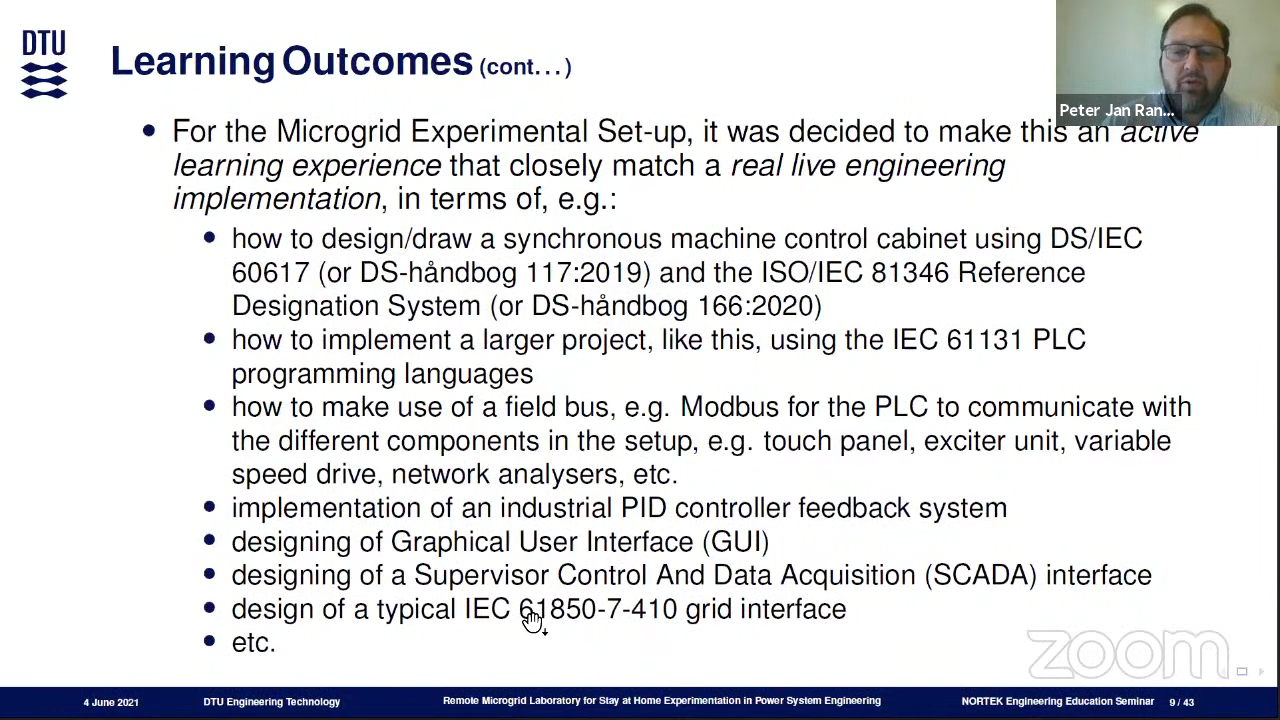 DTU
Learning Outcomes (cont...)
Peter Jan Ran...
• For the Microgrid Experimental Set-up, it was decided to make this an active
learning experience that closely match a real live engineering
implementation, in terms of, e.g.:
• how to design/draw a synchronous machine control cabinet using DS/IEC
60617 (or DS-håndbog 117:2019) and the ISO/IEC 81346 Reference
Designation System (or DS-håndbog 166:2020)
• how to implement a larger project, like this, using the IEC 61131 PLC
programming languages
• how to make use of a field bus, e.g. Modbus for the PLC to communicate with
the different components in the setup, e.g. touch panel, exciter unit, variable
speed drive, network analysers, etc.
• implementation of an industrial PID controller feedback system
• designing of Graphical User Interface (GUI)
• designing of a Supervisor Control And Data Acquisition (SCADA) interface
• design of a typical IEC 61850-7-410 grid interface
• etc.
zoom
4 June 2021 DTU Engineering Technology Remote Microgrid Laboratory for Stay at Home Experimentation in Power System Engineering NORTEK Engineering Education Seminar 9 / 43